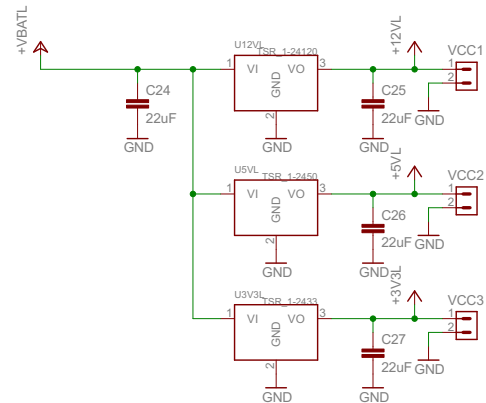 +VBATL
C24
22uF
GND
U12VL
TSR_1-24120
1
VI
VO
3
GND
2
GND
+12VL
C25
22uF
GND
VCC1
1
2
GND
U5VL
TSR_1-2450
1
VI
VO
3
GND
2
GND
+5VL
C26
22uF
GND
VCC2
1
2
GND
U3V3L
TSR_1-2433
1
VI
VO
3
GND
2
GND
+3V3L
C27
22uF
GND
VCC3
1
2
GND